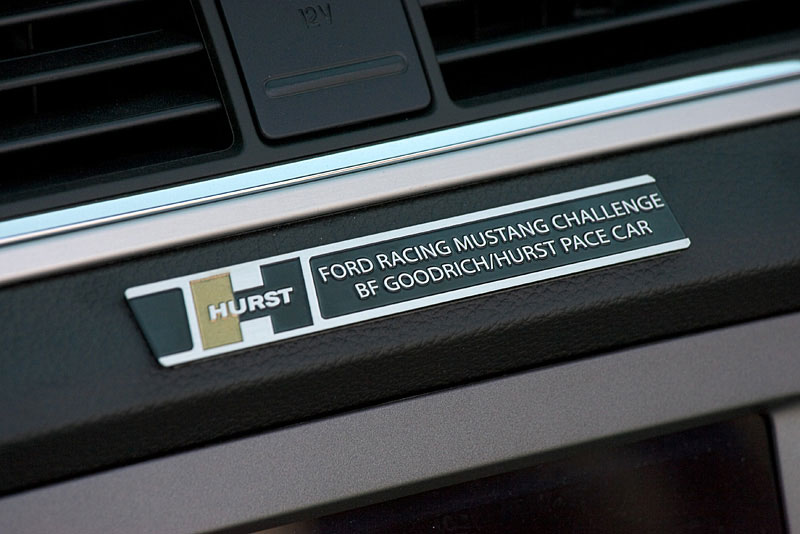 12V
HURST
FORD RACING MUSTANG CHALLENGE
BF GOODRICH/HURST PACE CAR